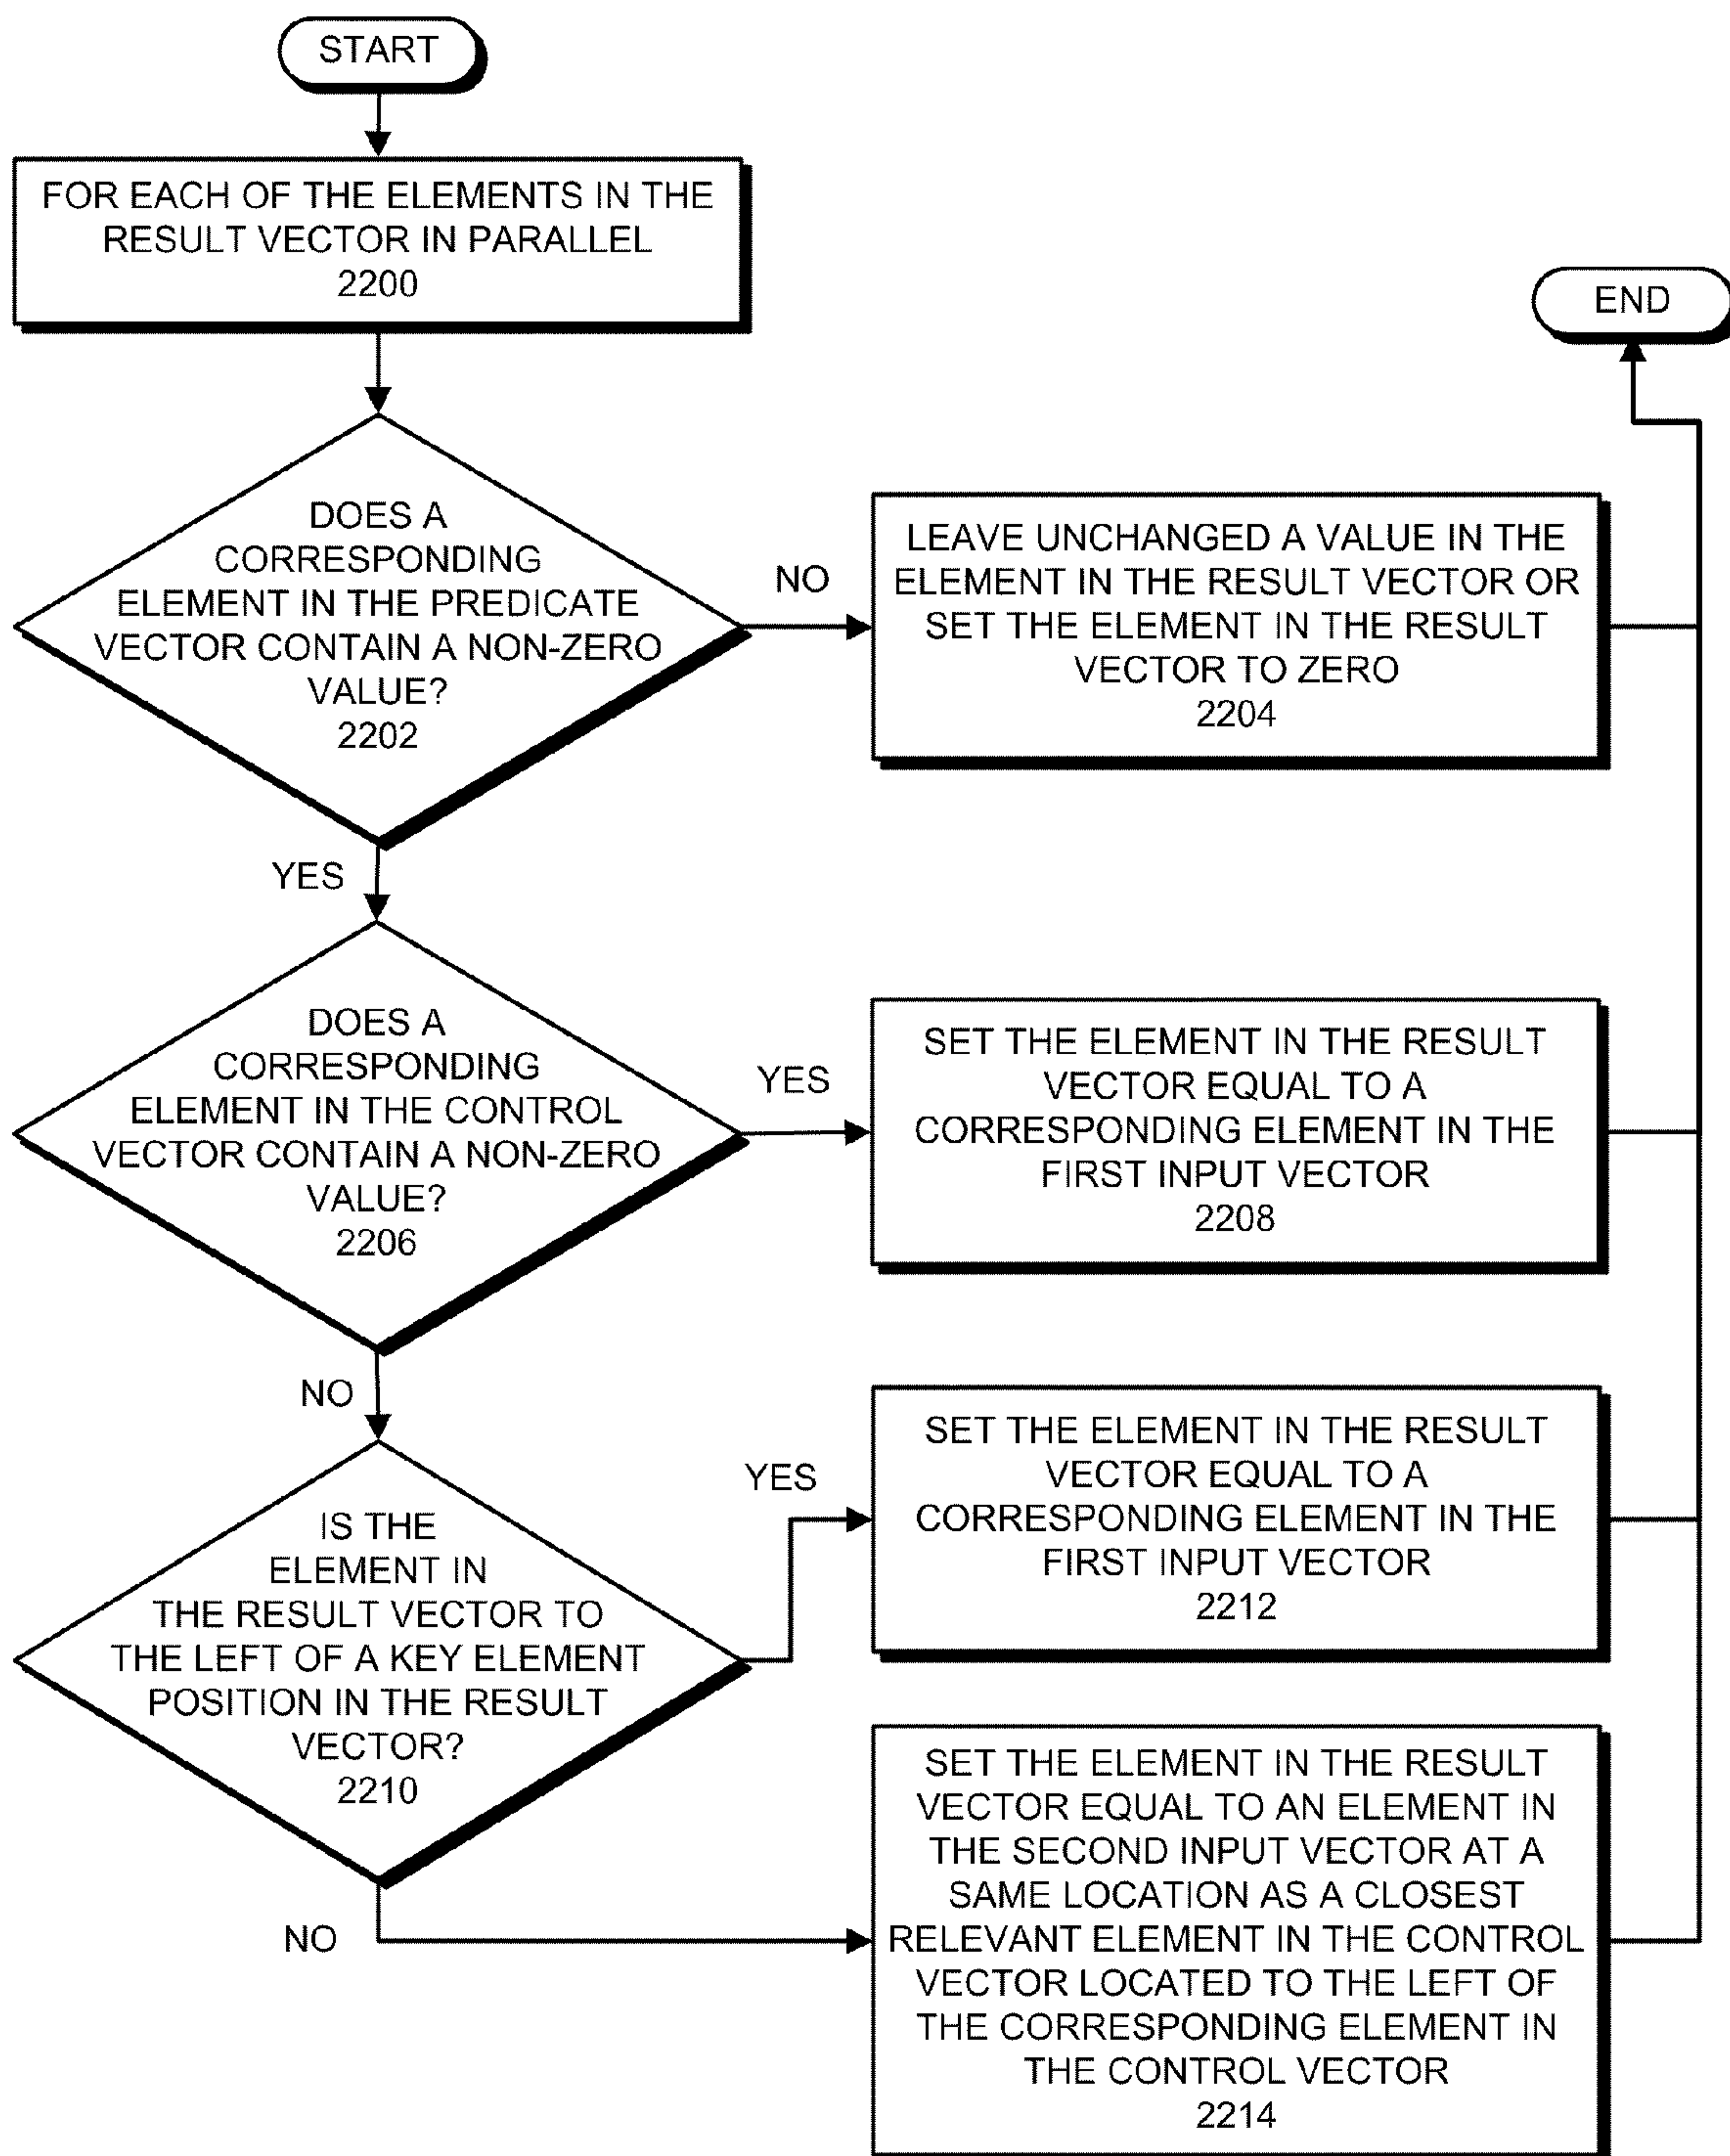 START
FOR EACH OF THE ELEMENTS IN THE
RESULT VECTOR IN PARALLEL
2200
END
DOES A
CORRESPONDING
ELEMENT IN THE PREDICATE
VECTOR CONTAIN A NON-ZERO
VALUE?
2202
NO
LEAVE UNCHANGED A VALUE IN THE
ELEMENT IN THE RESULT VECTOR OR
SET THE ELEMENT IN THE RESULT
VECTOR TO ZERO
2204
YES
DOES A
CORRESPONDING
ELEMENT IN THE CONTROL
VECTOR CONTAIN A NON-ZERO
VALUE?
2206
YES
SET THE ELEMENT IN THE RESULT
VECTOR EQUAL TO A
CORRESPONDING ELEMENT IN THE
FIRST INPUT VECTOR
2208
NO
IS THE
ELEMENT IN
THE RESULT VECTOR TO
THE LEFT OF A KEY ELEMENT
POSITION IN THE RESULT
VECTOR?
2210
YES
SET THE ELEMENT IN THE RESULT
VECTOR EQUAL TO A
CORRESPONDING ELEMENT IN THE
FIRST INPUT VECTOR
2212
NO
SET THE ELEMENT IN THE RESULT
VECTOR EQUAL TO AN ELEMENT IN
THE SECOND INPUT VECTOR AT A
SAME LOCATION AS A CLOSEST
RELEVANT ELEMENT IN THE CONTROL
VECTOR LOCATED TO THE LEFT OF
THE CORRESPONDING ELEMENT IN
THE CONTROL VECTOR
2214